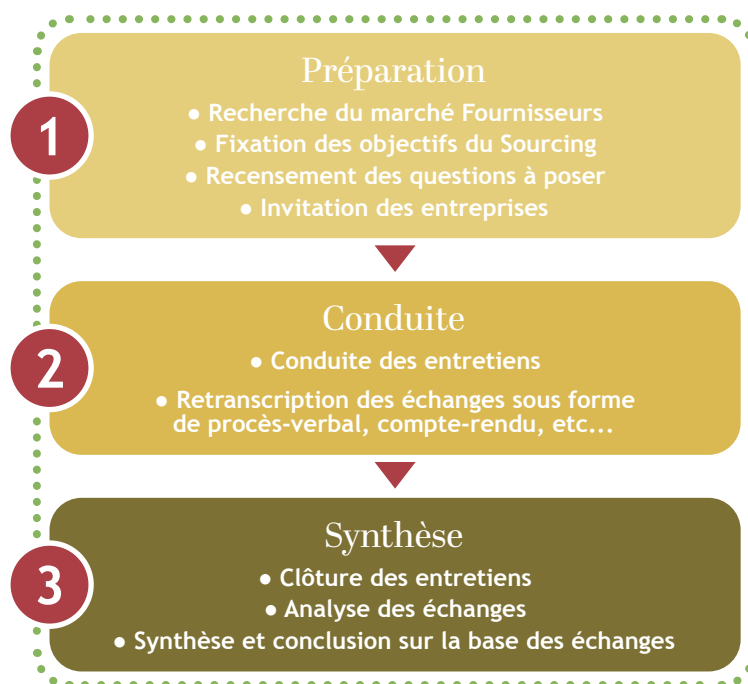 1
Préparation
● Recherche du marché Fournisseurs
● Fixation des objectifs du Sourcing
● Recensement des questions à poser
● Invitation des entreprises
2
Conduite
● Conduite des entretiens
● Retranscription des échanges sous forme
de procès-verbal, compte-rendu, etc...
3
Synthèse
● Clôture des entretiens
● Analyse des échanges
● Synthèse et conclusion sur la base des échanges